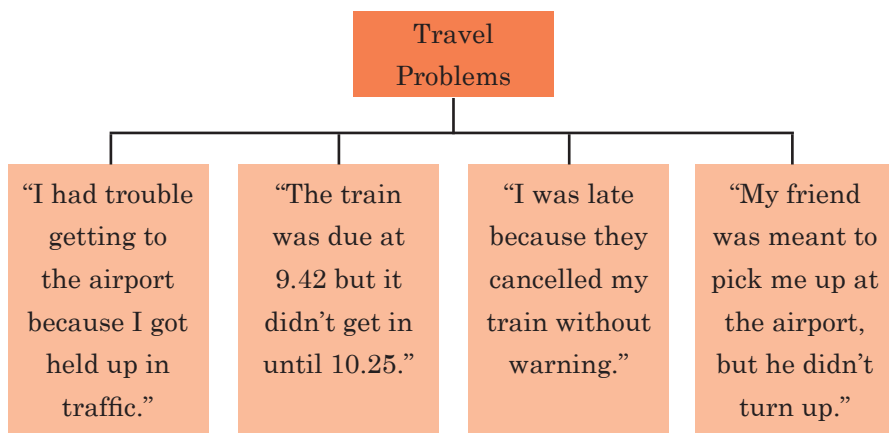 Travel
Problems
“I had trouble
getting to
the airport
because I got
held up in
traffic.”
“The train
was due at
9.42 but it
didn’t get in
until 10.25.”
“I was late
because they
cancelled my
train without
warning.”
“My friend
was meant to
pick me up at
the airport,
but he didn’t
turn up.”